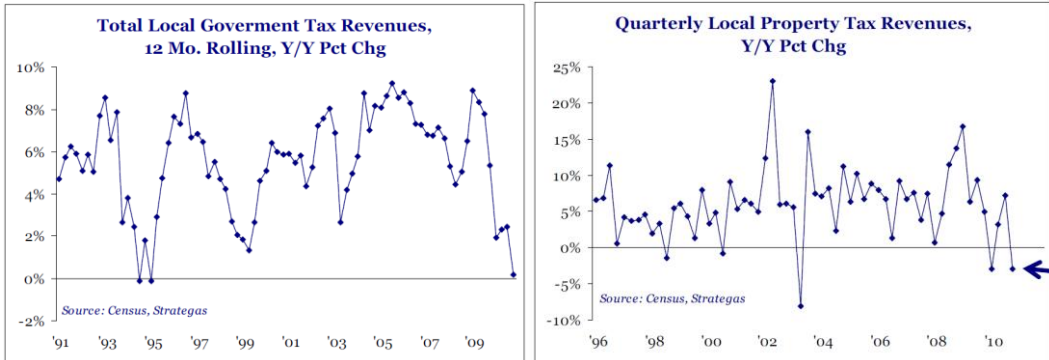 Total Local Goverment Tax Revenues,
12 Mo. Rolling, Y/Y Pct Chg
10%
8%
6%
4%
2%
0%
-2%
Source: Census, Strategas
'91 '93 '95 '97 '99 '01 '03 '05 '07 '09
Quarterly Local Property Tax Revenues,
Y/Y Pct Chg
25%
20%
15%
10%
5%
0%
-5%
-10%
Source: Census, Strategas
'96 '98 '00 '02 '04 '06 '08 '10